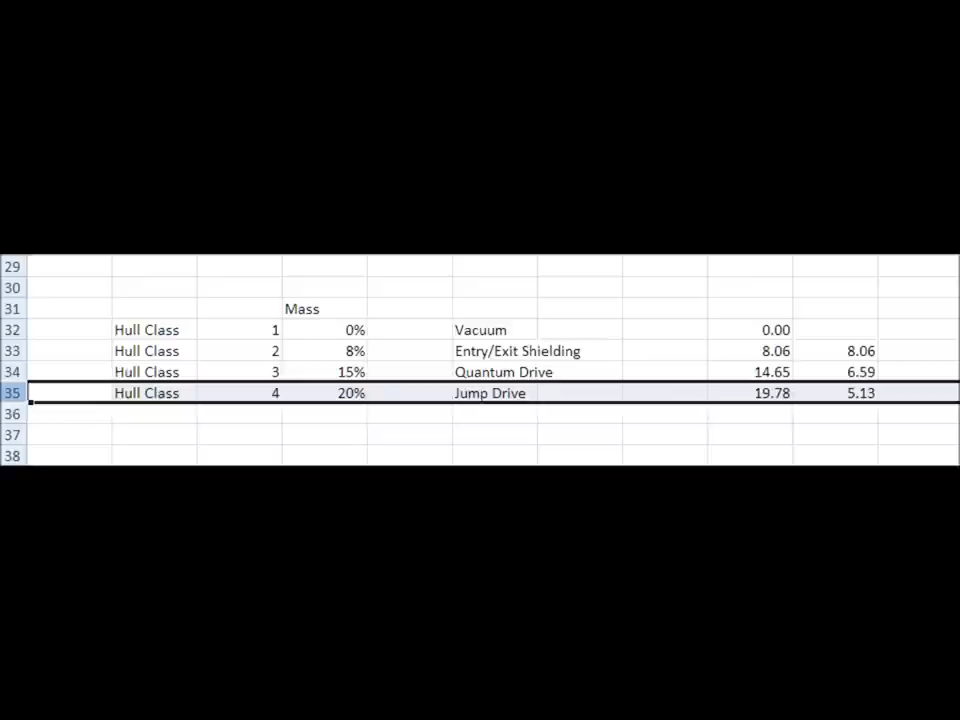 29
30
31 Mass
32 Hull Class 1 0% Vacuum 0.00
33 Hull Class 2 8% Entry/Exit Shielding 8.06 8.06
34 Hull Class 3 15% Quantum Drive 14.65 6.59
35 Hull Class 4 20% Jump Drive 19.78 5.13
36
37
38